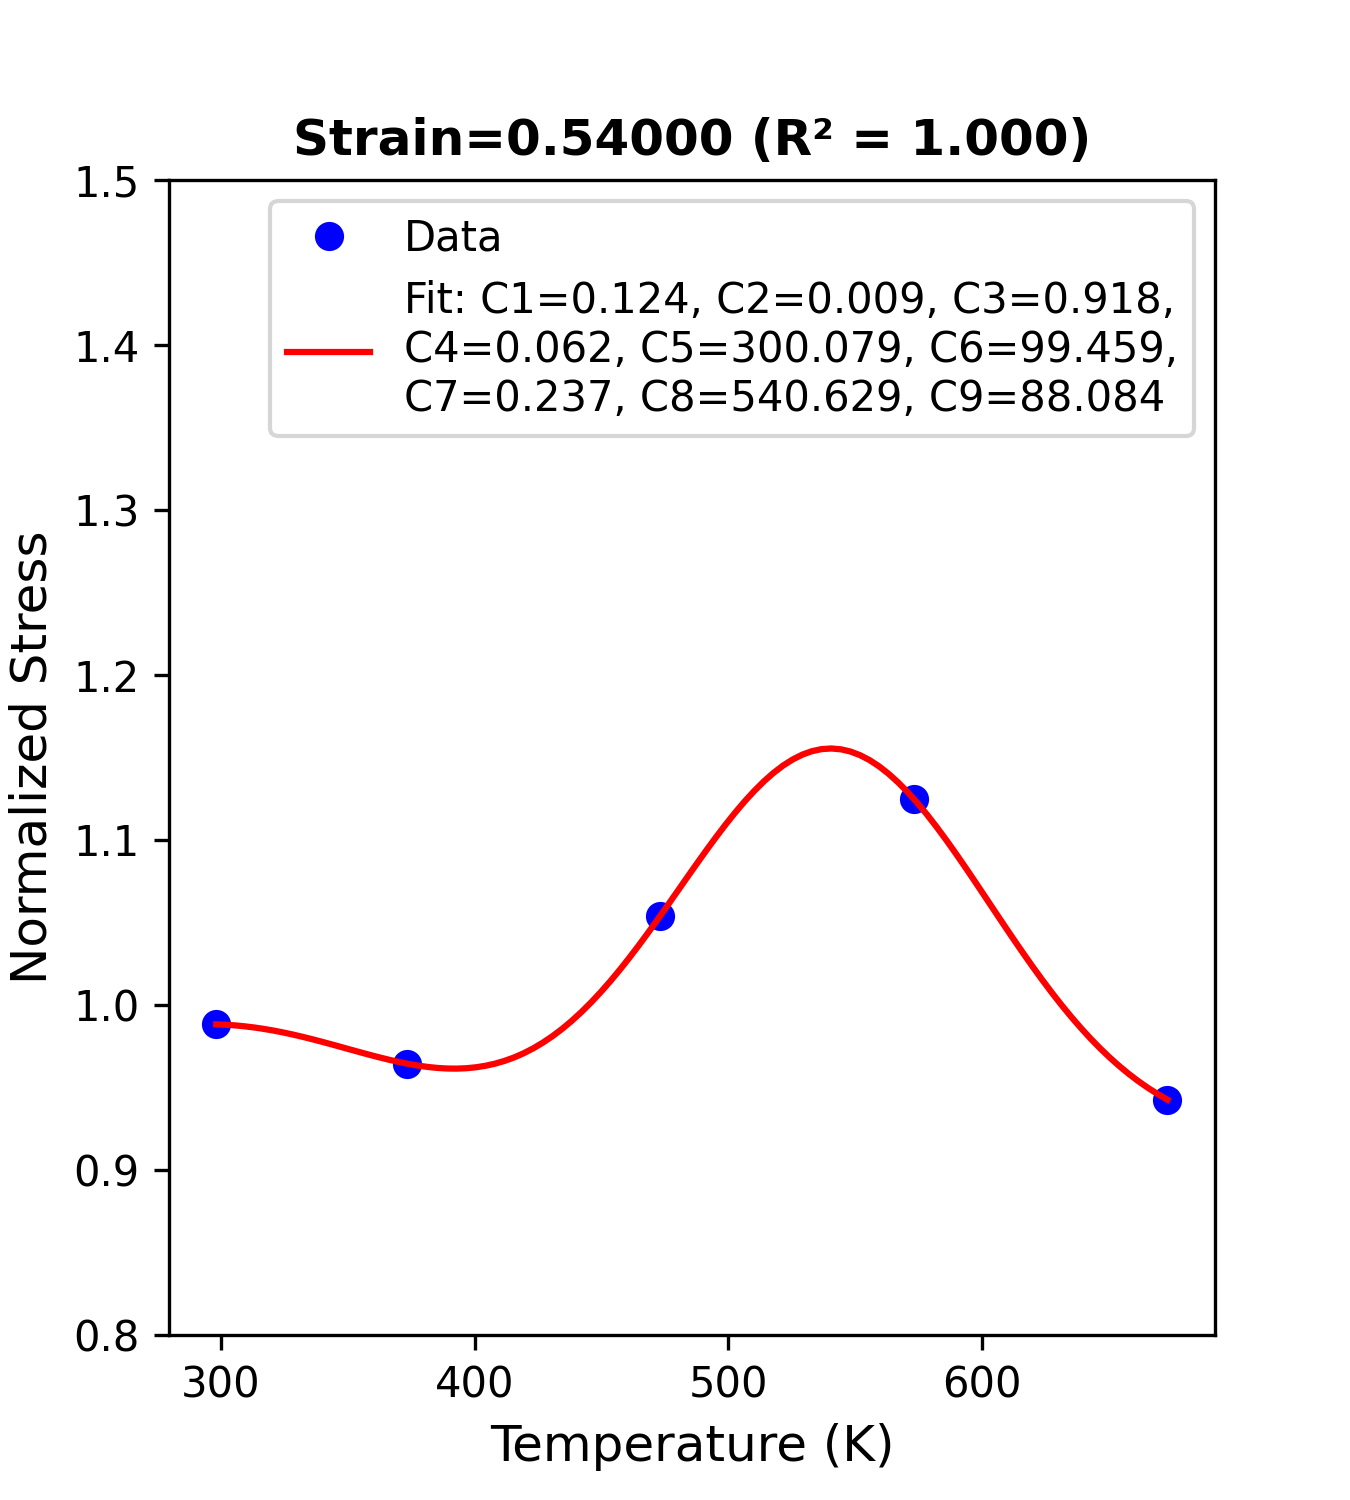 Strain=0.54000 (R² = 1.000)
1.5
1.4
1.3
1.2
1.1
1.0
0.9
0.8
Normalized Stress
Data
Fit: C1=0.124, C2=0.009, C3=0.918,
C4=0.062, C5=300.079, C6=99.459,
C7=0.237, C8=540.629, C9=88.084
300 400 500 600
Temperature (K)